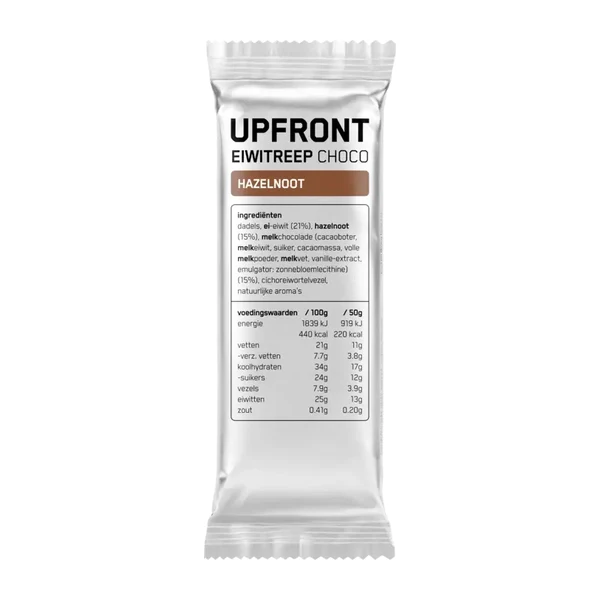 UPFRONT
EIWITREEP CHOCO
HAZELNOOT
ingrediënten
dadels, ei-eiwit (21%), hazelnoot
(15%), melkchocolade (cacaoboter,
melkeiwit, suiker, cacaomassa, volle
melkpoeder, melkvet, vanille-extract,
emulgator: zonnebloemlecithine)
(15%), cichoreiwortelvezel,
natuurlijke aroma's
voedingswaarden / 100g / 50g
energie 1839 kJ 919 kJ
440 kcal 220 kcal
vetten 21g 11g
-verz. vetten 7.7g 3.8g
koolhydraten 34g 17g
-suikers 24g 12g
vezels 7.9g 3.9g
eiwitten 25g 13g
zout 0.41g 0.20g